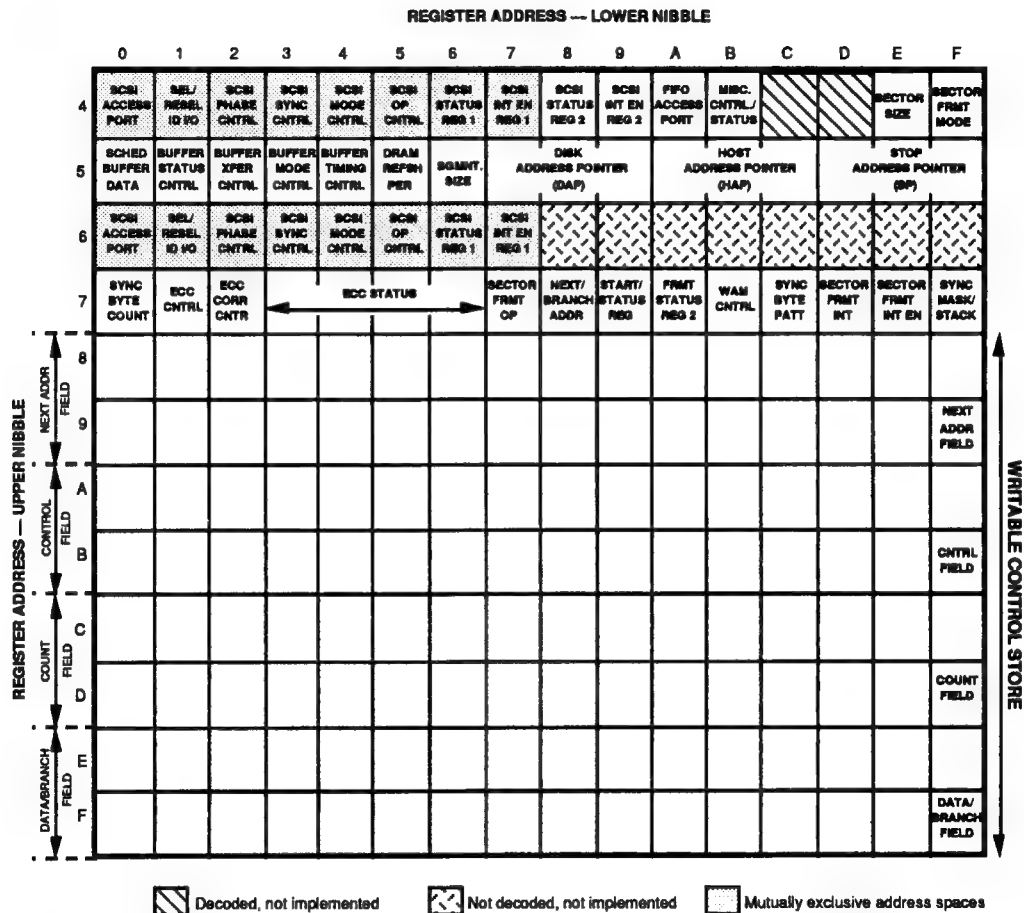 REGISTER ADDRESS — LOWER NIBBLE
0 1 2 3 4 5 6 7 8 9 A B C D E F
4
SCSI ACCESS PORT
SEL/ RESEL ID I/O
SCSI PHASE CNTRL
SCSI SYNC CNTRL
SCSI MODE CNTRL
SCSI OP CNTRL
SCSI STATUS REG 1
SCSI INT EN REG 1
SCSI STATUS REG 2
SCSI INT EN REG 2
FIFO ACCESS PORT
MISC. CNTRL/ STATUS
SECTOR SIZE
SECTOR FRMT MODE
5
SCHED BUFFER DATA
BUFFER STATUS CNTRL
BUFFER XFER CNTRL
BUFFER MODE CNTRL
BUFFER TIMING CNTRL
DRAM REFSH PER
SGMNT. SIZE
DISK ADDRESS POINTER (DAP)
HOST ADDRESS POINTER (HAP)
STOP ADDRESS POINTER (SP)
6
SCSI ACCESS PORT
SEL/ RESEL ID I/O
SCSI PHASE CNTRL
SCSI SYNC CNTRL
SCSI MODE CNTRL
SCSI OP CNTRL
SCSI STATUS REG 1
SCSI INT EN REG 1
7
SYNC BYTE COUNT
ECC CNTRL
ECC CORR CNTR
ECC STATUS
SECTOR FRMT OP
NEXT/ BRANCH ADDR
START/ STATUS REG
FRMT STATUS REG 2
WAM CNTRL
SYNC BYTE PATT
SECTOR FRMT INT
SECTOR FRMT INT EN
SYNC MASK/ STACK
REGISTER ADDRESS — UPPER NIBBLE
NEXT ADDR FIELD
8
9
NEXT ADDR FIELD
CONTROL FIELD
A
B
CNTRL FIELD
COUNT FIELD
C
D
COUNT FIELD
DATA/BRANCH FIELD
E
F
DATA/ BRANCH FIELD
WRITABLE CONTROL STORE
Decoded, not implemented
Not decoded, not implemented
Mutually exclusive address spaces